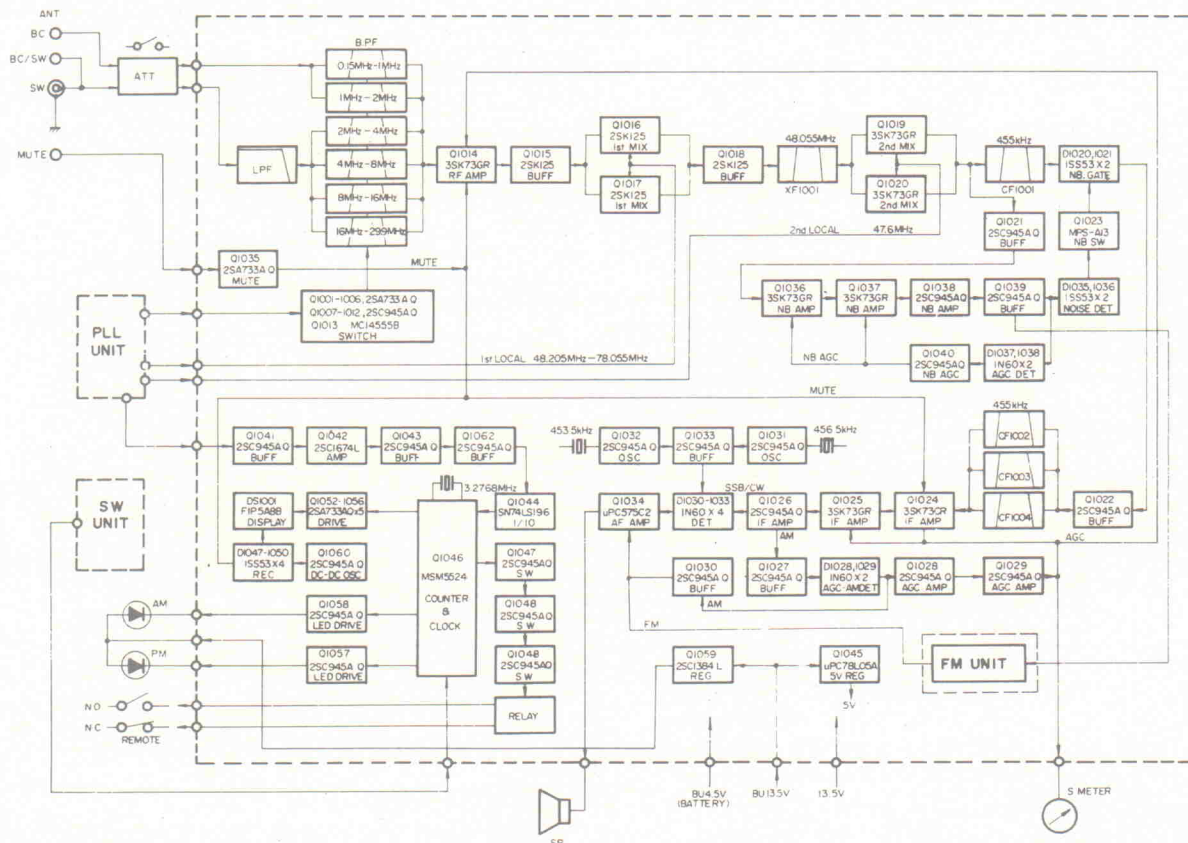 ANT
BC
BC/SW
SW
MUTE
ATT
B.PF
0.15MHz-1MHz
1MHz-2MHz
2MHz-4MHz
4MHz-8MHz
8MHz-16MHz
16MHz-29.9MHz
LPF
Q1014
3SK73GR
RF AMP
Q1015
2SK125
BUFF
Q1016
2SK125
1st MIX
Q1017
2SK125
1st MIX
Q1018
2SK125
BUFF
48.055MHz
XF1001
Q1019
3SK73GR
2nd MIX
Q1020
3SK73GR
2nd MIX
455kHz
CF1001
D1020,1021
1SS53X2
NB. GATE
Q1021
2SC945AQ
BUFF
Q1023
MPS-A13
NB SW
2nd LOCAL 47.6MHz
Q1035
2SA733A Q
MUTE
MUTE
Q1001-1006, 2SA733A Q
Q1007-1012, 2SC945A Q
Q1013 MC14555B
SWITCH
PLL
UNIT
1st LOCAL 48.205MHz-78.055MHz
Q1036
3SK73GR
NB AMP
Q1037
3SK73GR
NB AMP
Q1038
2SC945AQ
NB AMP
Q1039
2SC945AQ
BUFF
D1035,1036
1SS53 X 2
NOISE DET
NB AGC
Q1040
2SC945AQ
NB AGC
D1037,1038
1N60X2
AGC DET
MUTE
Q1041
2SC945A Q
BUFF
Q1042
2SC1674L
AMP
Q1043
2SC945A Q
BUFF
Q1062
2SC945A Q
BUFF
453.5kHz
Q1032
2SC945A Q
OSC
Q1033
2SC945A Q
BUFF
Q1031
2SC945A Q
OSC
456.5kHz
455kHz
CF1002
CF1003
CF1004
SW
UNIT
DS1001
FIP5A8B
DISPLAY
Q1052-1056
2SA733AQx5
DRIVE
3.2768MHz
Q1044
SN74LS196
1/10
SSB/CW
Q1034
uPC575C2
AF AMP
D1030-1033
1N60 X 4
DET
Q1026
2SC945A Q
IF AMP
Q1025
3SK73GR
IF AMP
Q1024
3SK73GR
IF AMP
Q1022
2SC945A Q
BUFF
AGC
D1047-1050
1SS53X4
REC
Q1060
2SC945A Q
DC-DC OSC
Q1046
MSM5524
COUNTER
&
CLOCK
Q1047
2SC945A Q
SW
AM
Q1030
2SC945A Q
BUFF
Q1027
2SC945A Q
BUFF
D1028,1029
1N60 X 2
AGC-AMDET
Q1028
2SC945A Q
AGC AMP
Q1029
2SC945A Q
AGC AMP
AM
AM
Q1058
2SC945A Q
LED DRIVE
Q1048
2SC945A Q
SW
FM
PM
Q1057
2SC945A Q
LED DRIVE
Q1048
2SC945AQ
SW
Q1059
2SC1384 L
REG
Q1045
uPC78L05A
5V REG
5V
FM UNIT
NO
NC
REMOTE
RELAY
BU4.5V
(BATTERY)
BU13.5V
13.5V
S METER